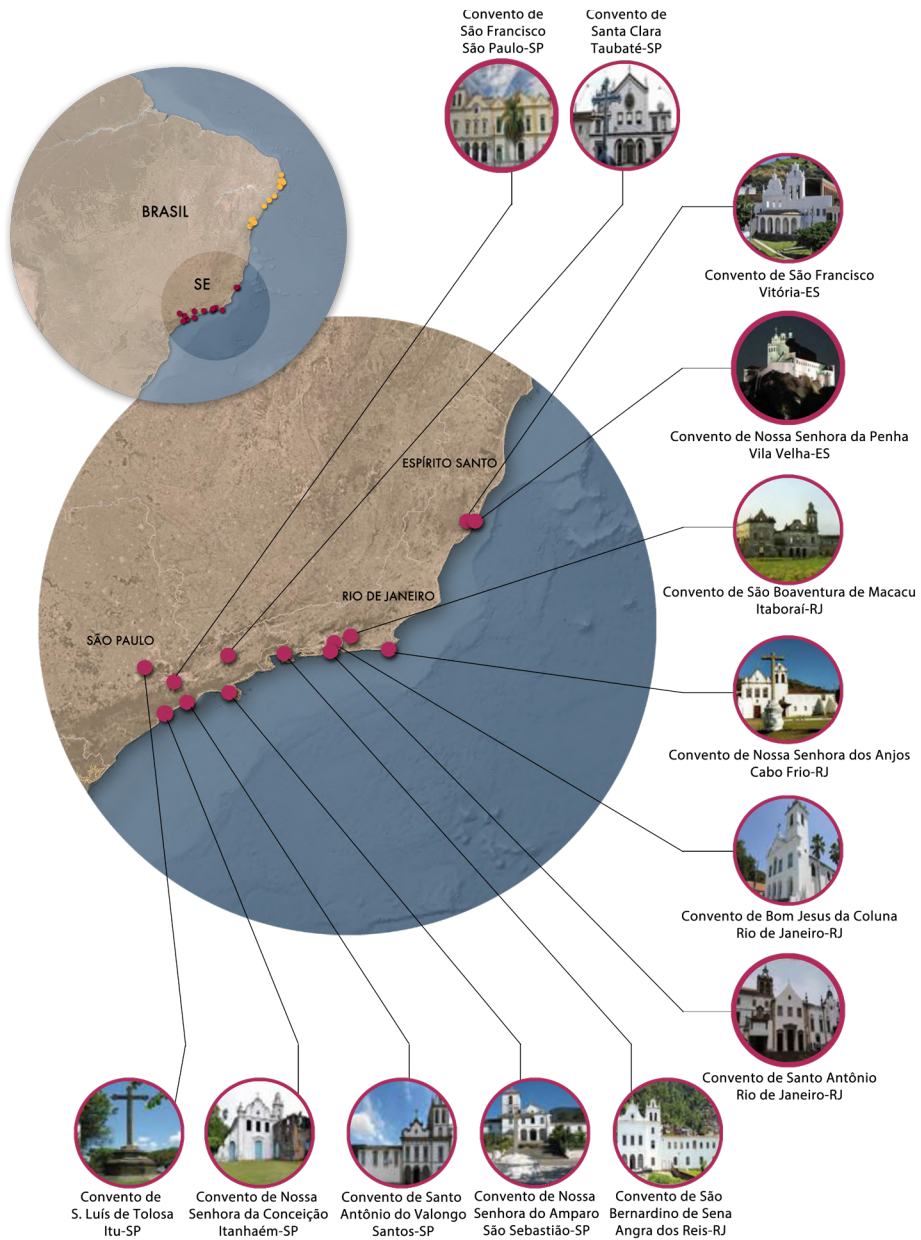 Convento de
São Francisco
São Paulo-SP
Convento de
Santa Clara
Taubaté-SP
BRASIL
SE
Convento de São Francisco
Vitória-ES
Convento de Nossa Senhora da Penha
Vila Velha-ES
ESPÍRITO SANTO
Convento de São Boaventura de Macacu
Itaboraí-RJ
RIO DE JANEIRO
SÃO PAULO
Convento de Nossa Senhora dos Anjos
Cabo Frio-RJ
Convento de Bom Jesus da Coluna
Rio de Janeiro-RJ
Convento de Santo Antônio
Rio de Janeiro-RJ
Convento de
S. Luís de Tolosa
Itu-SP
Convento de Nossa
Senhora da Conceição
Itanhaém-SP
Convento de Santo
Antônio do Valongo
Santos-SP
Convento de Nossa
Senhora do Amparo
São Sebastião-SP
Convento de São
Bernardino de Sena
Angra dos Reis-RJ